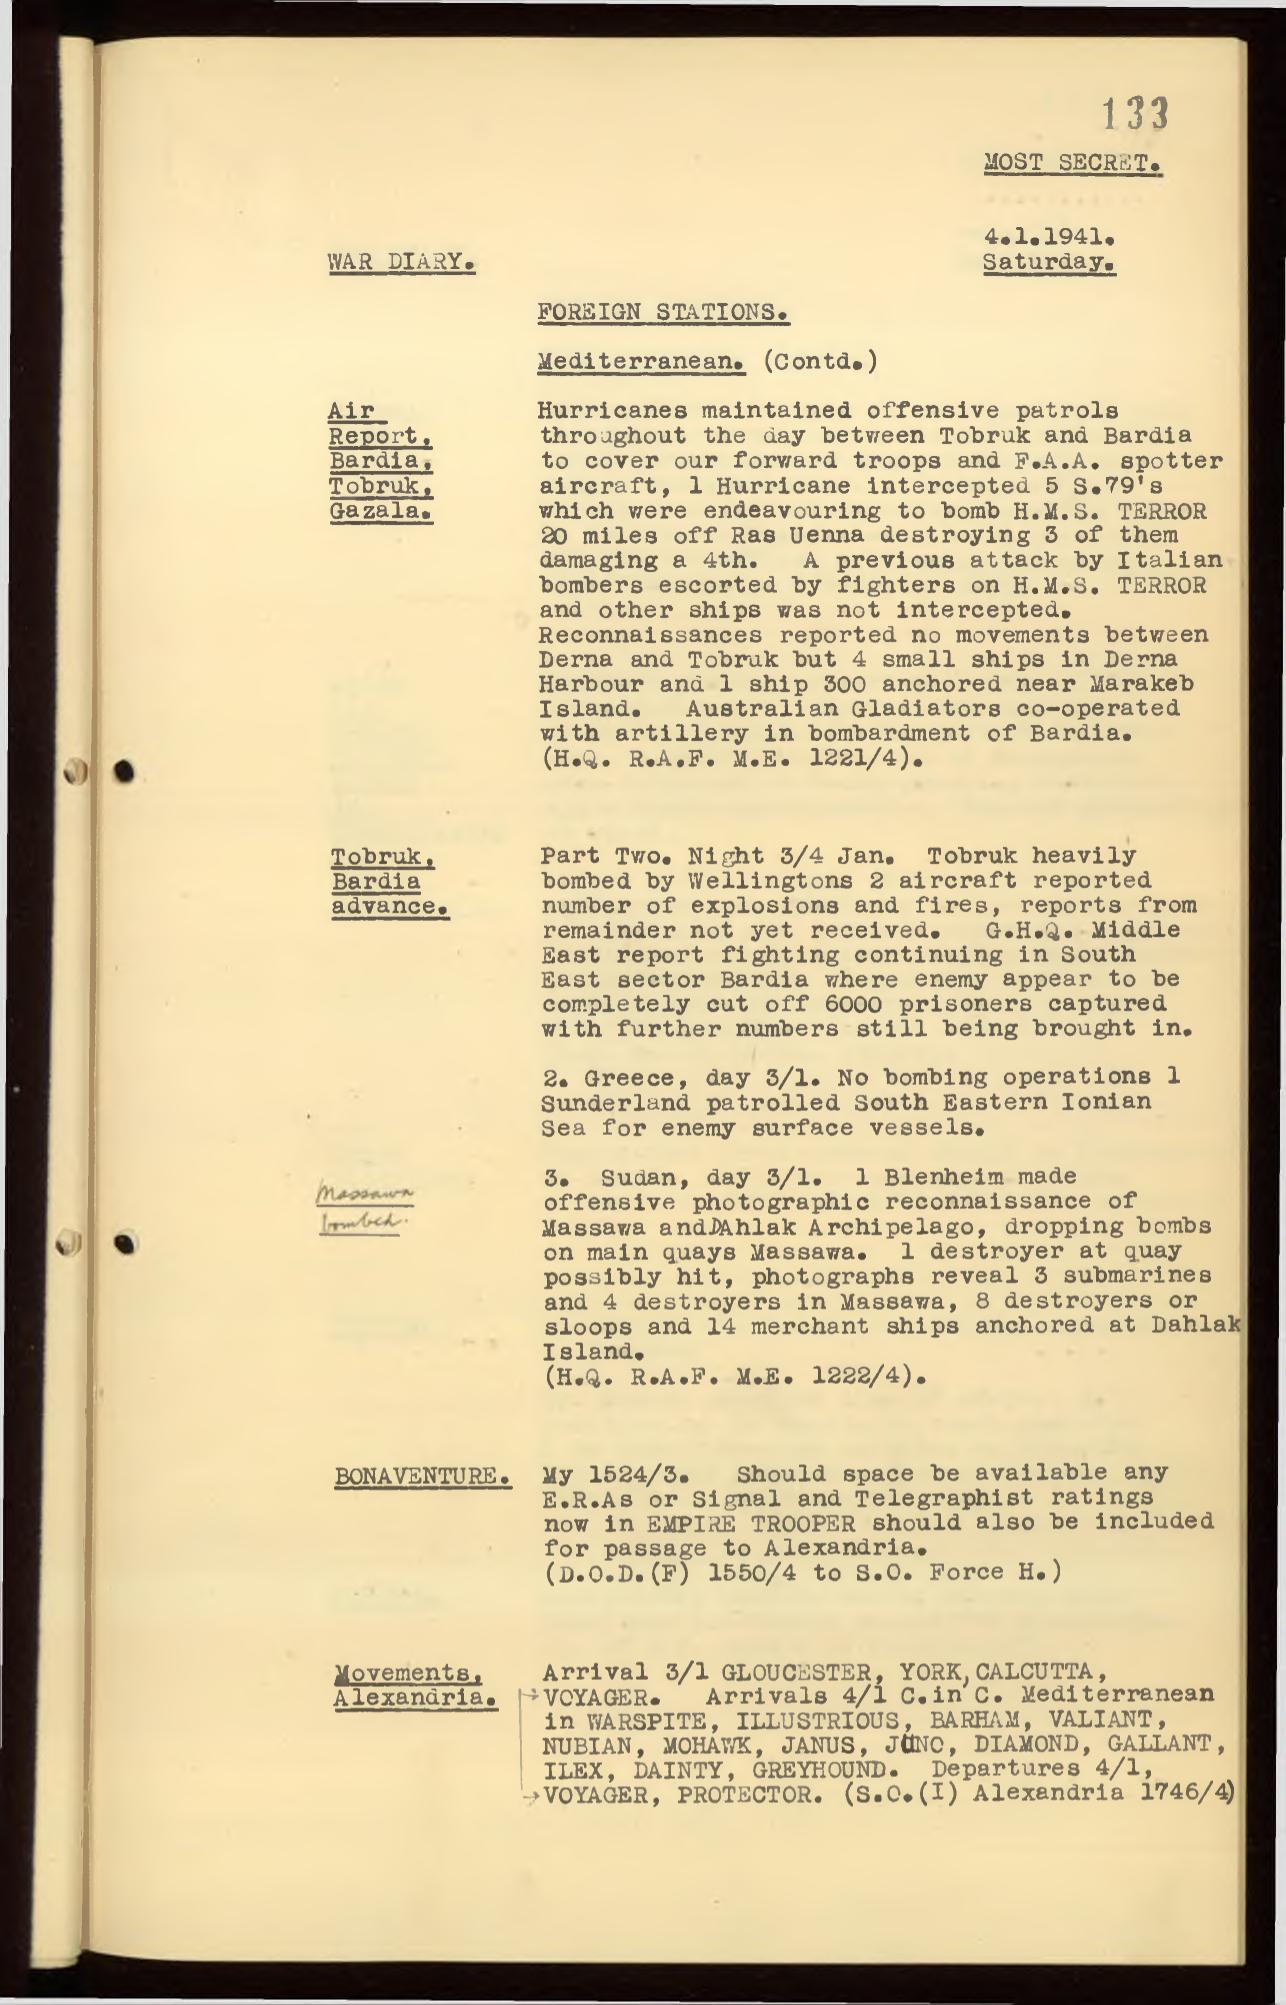 133
MOST SECRET.
4.1.1941.
Saturday.
WAR DIARY.
FOREIGN STATIONS.
Mediterranean. (Contd.)
Air
Report,
Bardia,
Tobruk,
Gazala.
Hurricanes maintained offensive patrols
throughout the day between Tobruk and Bardia
to cover our forward troops and F.A.A. spotter
aircraft, 1 Hurricane intercepted 5 S.79's
which were endeavouring to bomb H.M.S. TERROR
20 miles off Ras Uenna destroying 3 of them
damaging a 4th. A previous attack by Italian
bombers escorted by fighters on H.M.S. TERROR
and other ships was not intercepted.
Reconnaissances reported no movements between
Derna and Tobruk but 4 small ships in Derna
Harbour and 1 ship 300 anchored near Marakeb
Island. Australian Gladiators co-operated
with artillery in bombardment of Bardia.
(H.Q. R.A.F. M.E. 1221/4).
Tobruk,
Bardia
advance.
Part Two. Night 3/4 Jan. Tobruk heavily
bombed by Wellingtons 2 aircraft reported
number of explosions and fires, reports from
remainder not yet received. G.H.Q. Middle
East report fighting continuing in South
East sector Bardia where enemy appear to be
completely cut off 6000 prisoners captured
with further numbers still being brought in.
2. Greece, day 3/1. No bombing operations 1
Sunderland patrolled South Eastern Ionian
Sea for enemy surface vessels.
Massawa
bombed.
3. Sudan, day 3/1. 1 Blenheim made
offensive photographic reconnaissance of
Massawa andDAhlak Archipelago, dropping bombs
on main quays Massawa. 1 destroyer at quay
possibly hit, photographs reveal 3 submarines
and 4 destroyers in Massawa, 8 destroyers or
sloops and 14 merchant ships anchored at Dahlak
Island.
(H.Q. R.A.F. M.E. 1222/4).
BONAVENTURE.
My 1524/3. Should space be available any
E.R.As or Signal and Telegraphist ratings
now in EMPIRE TROOPER should also be included
for passage to Alexandria.
(D.O.D.(F) 1550/4 to S.O. Force H.)
Movements,
Alexandria.
Arrival 3/1 GLOUCESTER, YORK, CALCUTTA,
VOYAGER. Arrivals 4/1 C.in C. Mediterranean
in WARSPITE, ILLUSTRIOUS, BARHAM, VALIANT,
NUBIAN, MOHAWK, JANUS, JUNO, DIAMOND, GALLANT,
ILEX, DAINTY, GREYHOUND. Departures 4/1,
VOYAGER, PROTECTOR. (S.O.(I) Alexandria 1746/4)